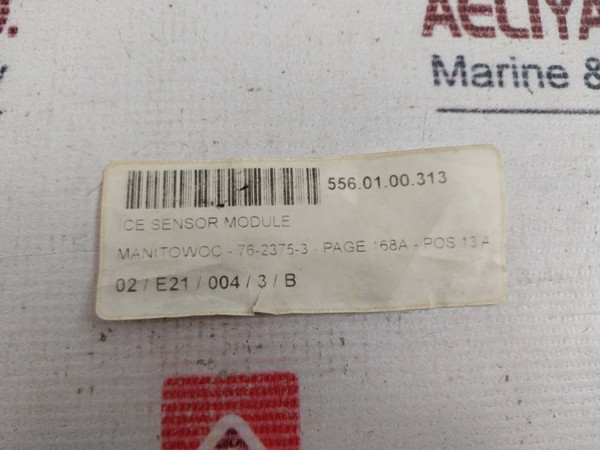 AELIYA
Marine &
556.01.00.313
ICE SENSOR MODULE
MANITOWOC - 76-2375-3 - PAGE 168A - POS 13 A
02 / E21 / 004 / 3 / B